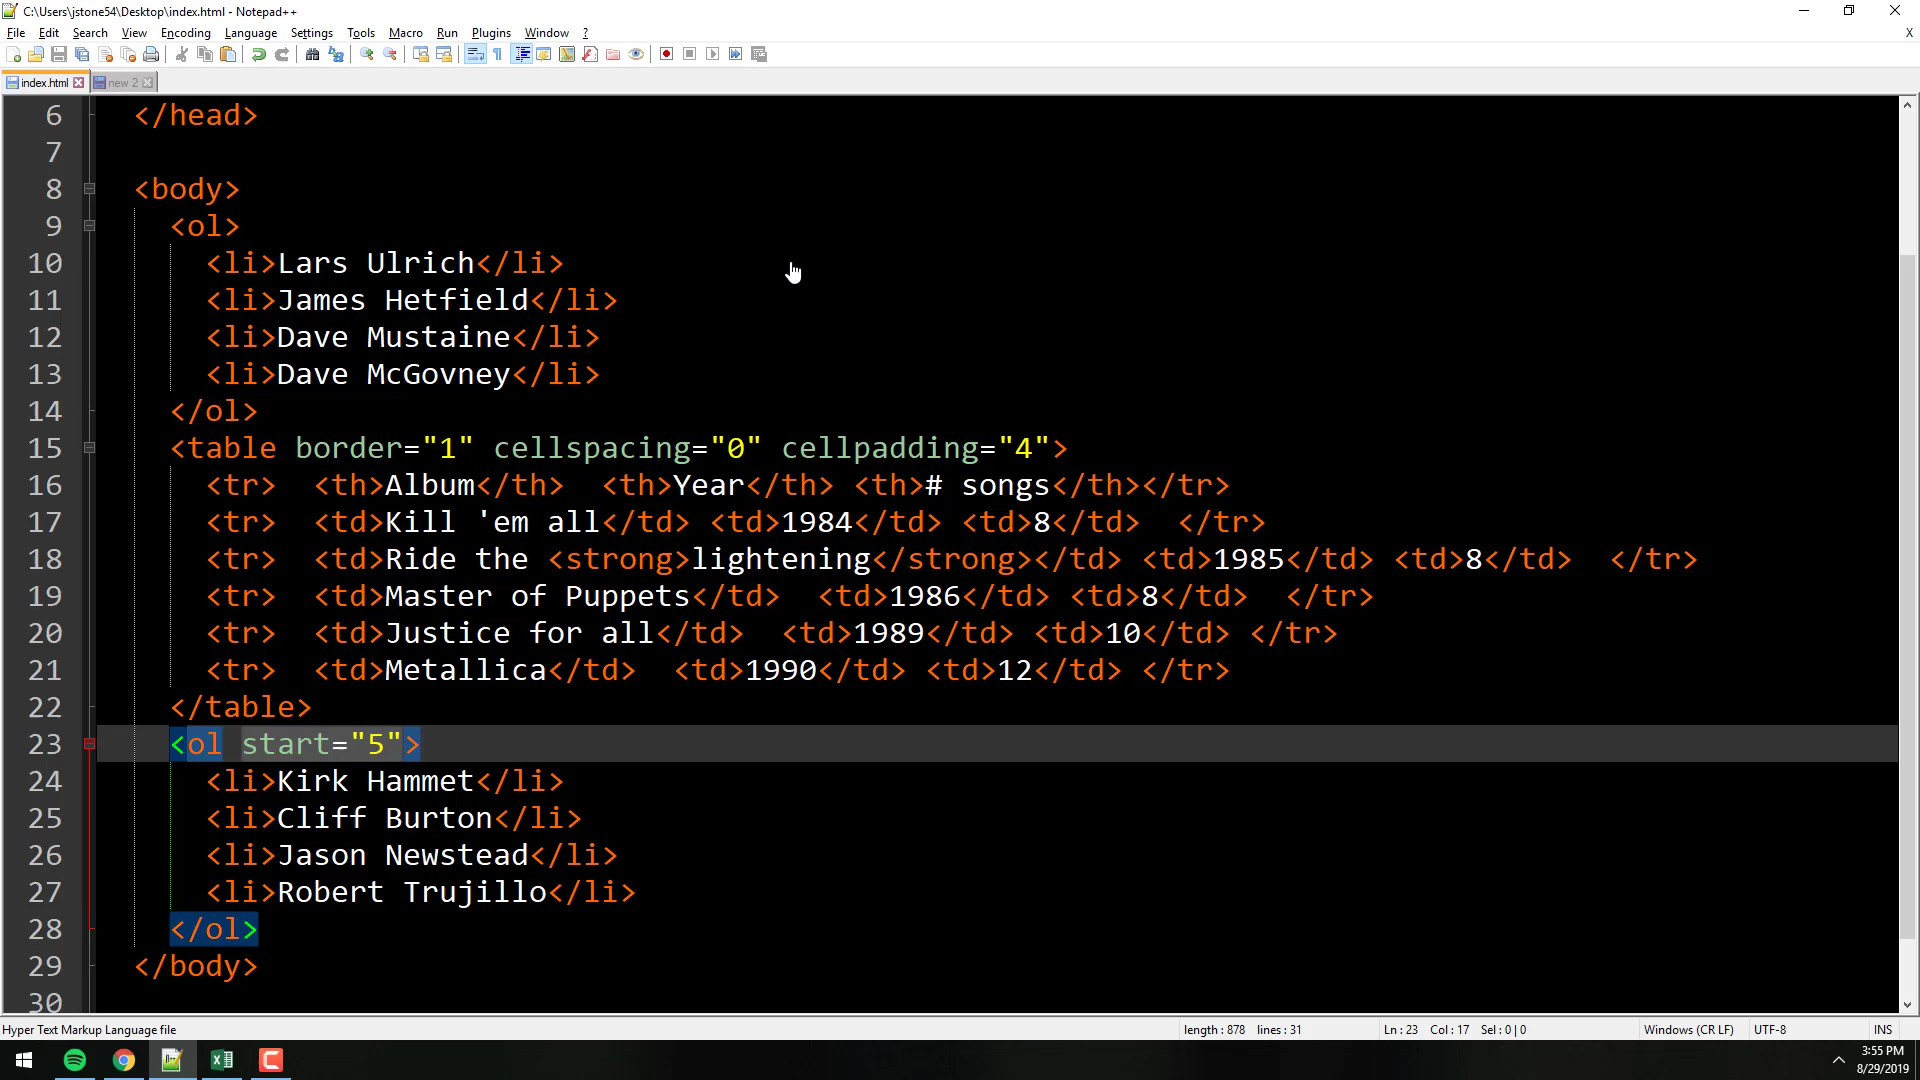 C:\Users\jstone54\Desktop\index.html - Notepad++
File Edit Search View Encoding Language Settings Tools Macro Run Plugins Window ? X
index.html new 2
6 </head>
7
8 <body>
9 <ol>
10 <li>Lars Ulrich</li>
11 <li>James Hetfield</li>
12 <li>Dave Mustaine</li>
13 <li>Dave McGovney</li>
14 </ol>
15 <table border="1" cellspacing="0" cellpadding="4">
16 <tr> <th>Album</th> <th>Year</th> <th># songs</th></tr>
17 <tr> <td>Kill 'em all</td> <td>1984</td> <td>8</td> </tr>
18 <tr> <td>Ride the <strong>lightening</strong></td> <td>1985</td> <td>8</td> </tr>
19 <tr> <td>Master of Puppets</td> <td>1986</td> <td>8</td> </tr>
20 <tr> <td>Justice for all</td> <td>1989</td> <td>10</td> </tr>
21 <tr> <td>Metallica</td> <td>1990</td> <td>12</td> </tr>
22 </table>
23 <ol start="5">
24 <li>Kirk Hammet</li>
25 <li>Cliff Burton</li>
26 <li>Jason Newstead</li>
27 <li>Robert Trujillo</li>
28 </ol>
29 </body>
30
Hyper Text Markup Language file length : 878 lines : 31 Ln : 23 Col : 17 Sel : 0 | 0 Windows (CR LF) UTF-8 INS
3:55 PM
8/29/2019